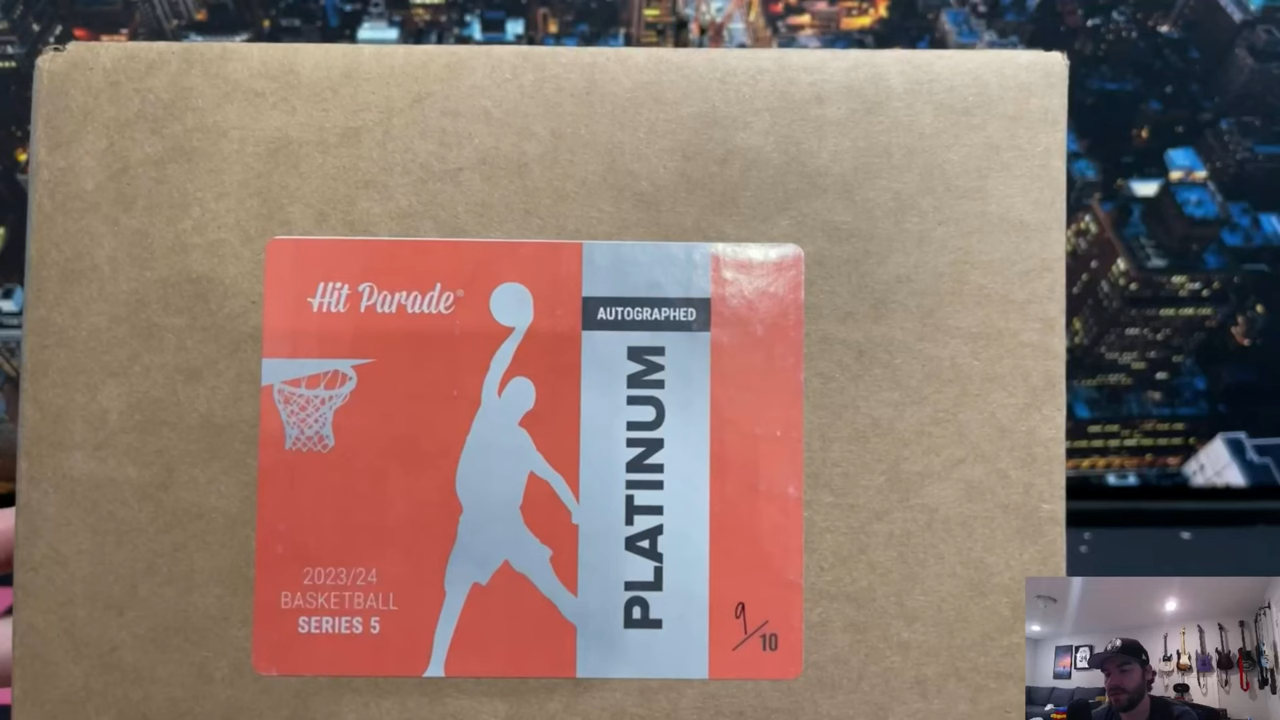 Hit Parade®
AUTOGRAPHED
PLATINUM
2023/24
BASKETBALL
SERIES 5
9/10